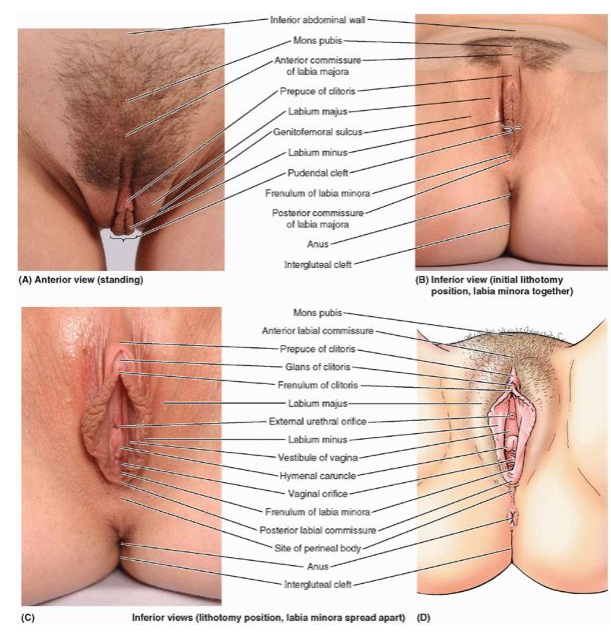 Inferior abdominal wall
Mons pubis
Anterior commissure
of labia majora
Prepuce of clitoris
Labium majus
Genitofemoral sulcus
Labium minus
Pudendal cleft
Frenulum of labia minora
Posterior commissure
of labia majora
Anus
Intergluteal cleft
(A) Anterior view (standing)
(B) Inferior view (initial lithotomy
position, labia minora together)
Mons pubis
Anterior labial commissure
Prepuce of clitoris
Glans of clitoris
Frenulum of clitoris
Labium majus
External urethral orifice
Labium minus
Vestibule of vagina
Hymenal caruncle
Vaginal orifice
Frenulum of labia minora
Posterior labial commissure
Site of perineal body
Anus
Intergluteal cleft
(C) Inferior views (lithotomy position, labia minora spread apart) (D)